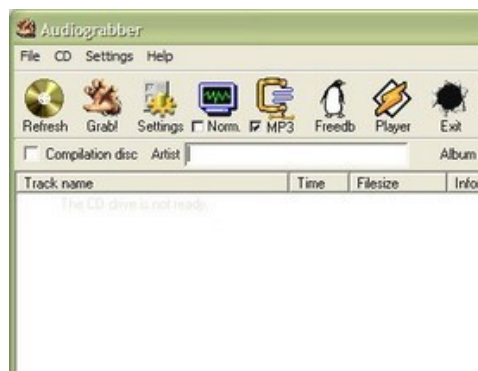 Audiograbber
File CD Settings Help
Refresh Grab! Settings Norm. MP3 Freedb Player Exit
Compilation disc Artist Album
Track name Time Filesize Info
The CD drive is not ready.